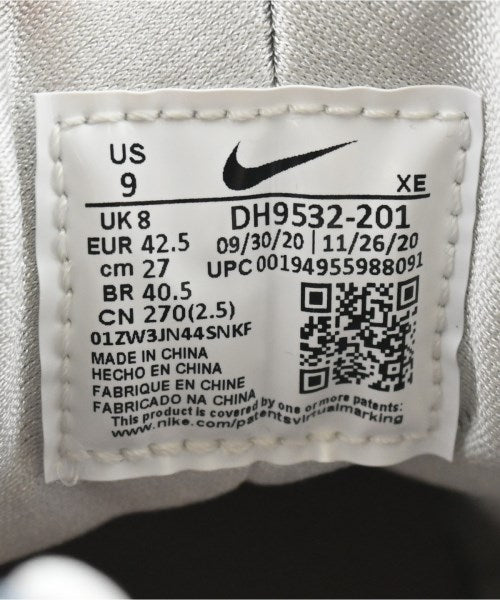 US
9
XE
UK 8 DH9532-201
EUR 42.5 09/30/20 | 11/26/20
cm 27 UPC 00194955988091
BR 40.5
CN 270(2.5)
01ZW3JN44SNKF
MADE IN CHINA
HECHO EN CHINA
FABRIQUE EN CHINE
FABRICADO NA CHINA
This product is covered by one or more patents:
www.nike.com/patentsvirtualmarking